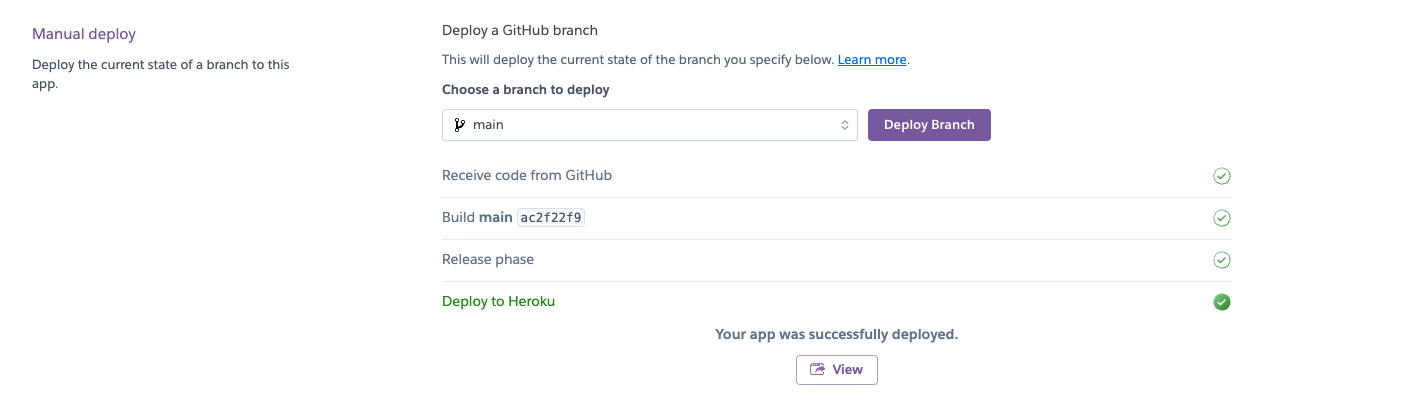 Manual deploy
Deploy the current state of a branch to this
app.
Deploy a GitHub branch
This will deploy the current state of the branch you specify below. Learn more.
Choose a branch to deploy
main
Deploy Branch
Receive code from GitHub
Build main ac2f22f9
Release phase
Deploy to Heroku
Your app was successfully deployed.
View